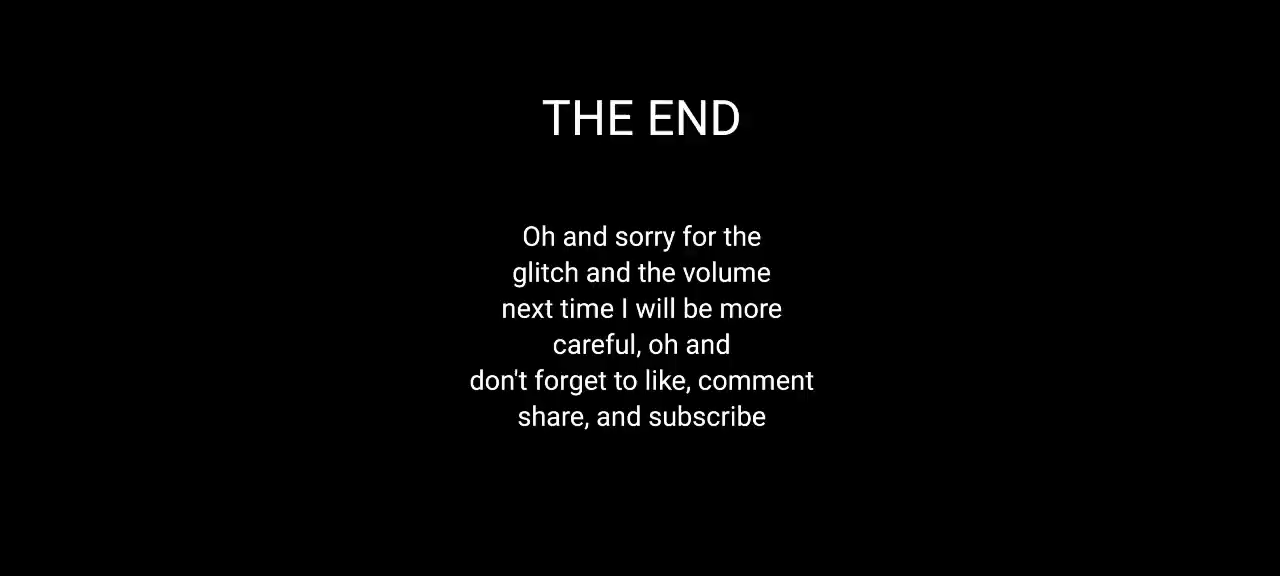 THE END
Oh and sorry for the
glitch and the volume
next time I will be more
careful, oh and
don't forget to like, comment
share, and subscribe